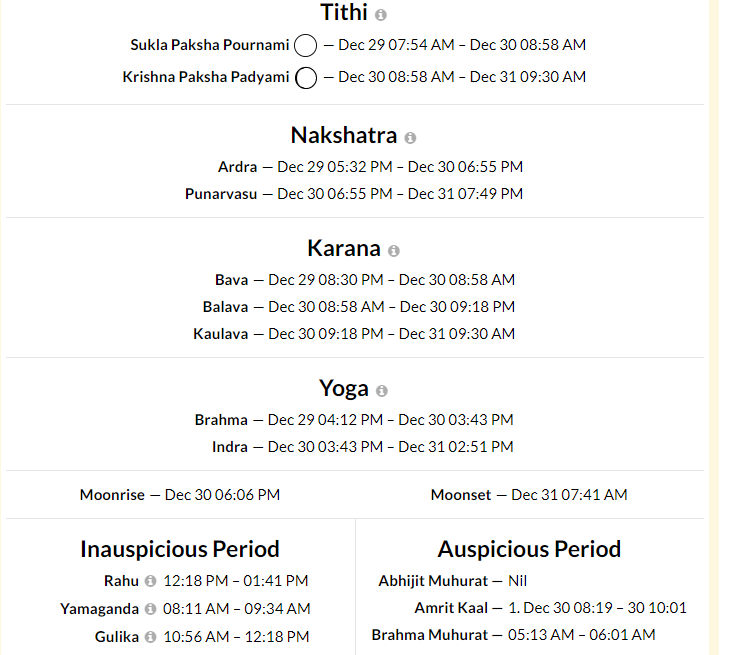 Tithi
Sukla Paksha Pournami – Dec 29 07:54 AM – Dec 30 08:58 AM
Krishna Paksha Padyami – Dec 30 08:58 AM – Dec 31 09:30 AM
Nakshatra
Ardra – Dec 29 05:32 PM – Dec 30 06:55 PM
Punarvasu – Dec 30 06:55 PM – Dec 31 07:49 PM
Karana
Bava – Dec 29 08:30 PM – Dec 30 08:58 AM
Balava – Dec 30 08:58 AM – Dec 30 09:18 PM
Kaulava – Dec 30 09:18 PM – Dec 31 09:30 AM
Yoga
Brahma – Dec 29 04:12 PM – Dec 30 03:43 PM
Indra – Dec 30 03:43 PM – Dec 31 02:51 PM
Moonrise – Dec 30 06:06 PM
Moonset – Dec 31 07:41 AM
Inauspicious Period
Rahu 12:18 PM – 01:41 PM
Yamaganda 08:11 AM – 09:34 AM
Gulika 10:56 AM – 12:18 PM
Auspicious Period
Abhijit Muhurat – Nil
Amrit Kaal – 1. Dec 30 08:19 – 30 10:01
Brahma Muhurat – 05:13 AM – 06:01 AM